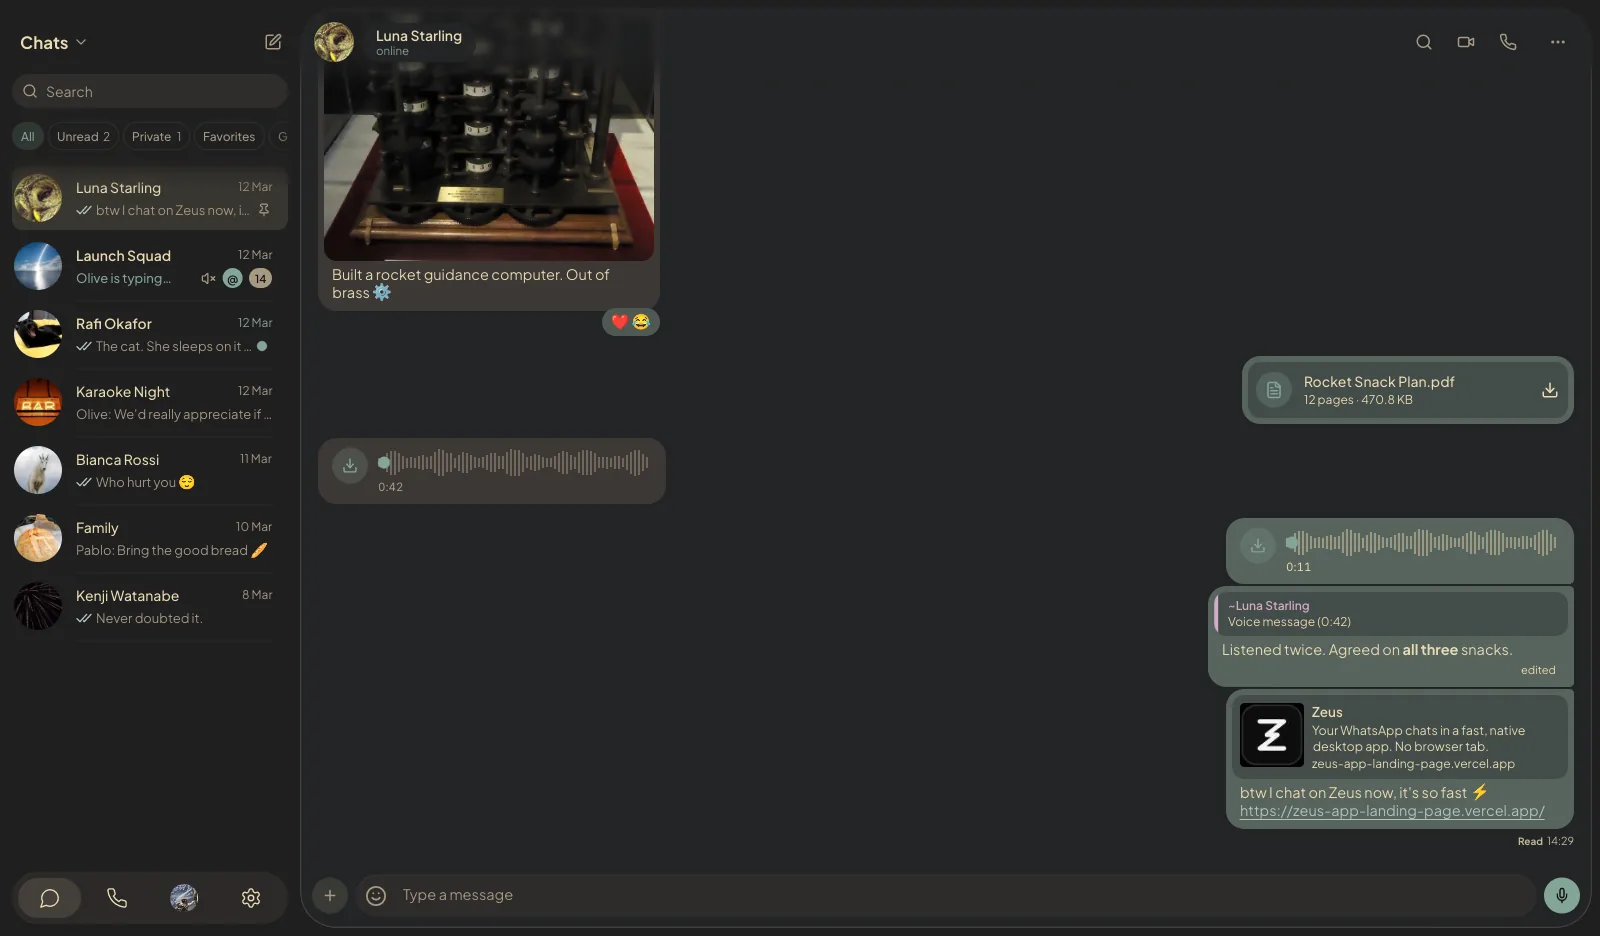 Chats
Search
All
Unread 2
Private 1
Favorites
G
Luna Starling
12 Mar
btw I chat on Zeus now, i...
Launch Squad
12 Mar
Olive is typing...
@
14
Rafi Okafor
12 Mar
The cat. She sleeps on it ...
Karaoke Night
12 Mar
Olive: We'd really appreciate if ...
Bianca Rossi
11 Mar
Who hurt you 😌
Family
10 Mar
Pablo: Bring the good bread 🥖
Kenji Watanabe
8 Mar
Never doubted it.
Luna Starling
online
Built a rocket guidance computer. Out of
brass ⚙️
❤️ 😂
Rocket Snack Plan.pdf
12 pages · 470.8 KB
0:42
0:11
~Luna Starling
Voice message (0:42)
Listened twice. Agreed on all three snacks.
edited
Zeus
Your WhatsApp chats in a fast, native
desktop app. No browser tab.
zeus-app-landing-page.vercel.app
btw I chat on Zeus now, it's so fast ⚡
https://zeus-app-landing-page.vercel.app/
Read 14:29
Type a message